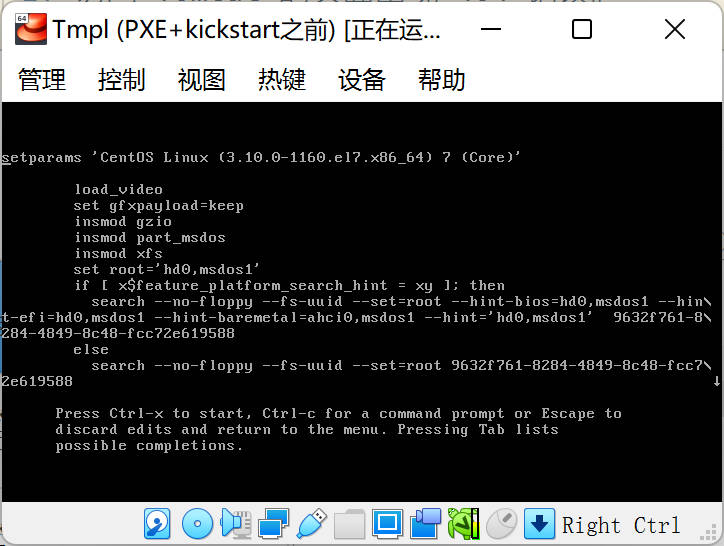 64
Tmpl (PXE+kickstart之前) [正在运...
管理 控制 视图 热键 设备 帮助
setparams 'CentOS Linux (3.10.0-1160.el7.x86_64) 7 (Core)'
load_video
set gfxpayload=keep
insmod gzio
insmod part_msdos
insmod xfs
set root='hd0,msdos1'
if [ x$feature_platform_search_hint = xy ]; then
search --no-floppy --fs-uuid --set=root --hint-bios=hd0,msdos1 --hin\
t-efi=hd0,msdos1 --hint-baremetal=ahci0,msdos1 --hint='hd0,msdos1'  9632f761-8\
284-4849-8c48-fcc72e619588
else
search --no-floppy --fs-uuid --set=root 9632f761-8284-4849-8c48-fcc7\
2e619588
Press Ctrl-x to start, Ctrl-c for a command prompt or Escape to
discard edits and return to the menu. Pressing Tab lists
possible completions.
Right Ctrl